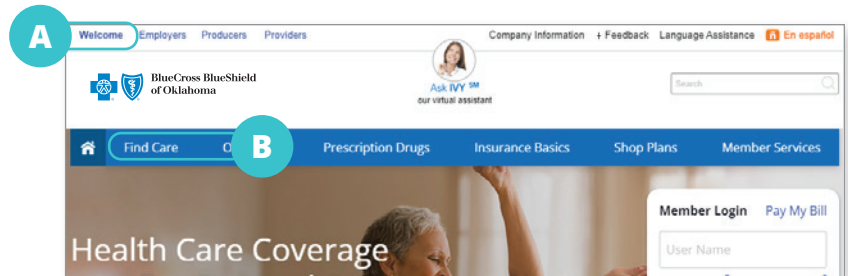 A
Welcome Employers Producers Providers Company Information + Feedback Language Assistance En español
BlueCross BlueShield
of Oklahoma
Ask IVY SM
our virtual assistant
Search
Find Care B Prescription Drugs Insurance Basics Shop Plans Member Services
Member Login Pay My Bill
Health Care Coverage
User Name